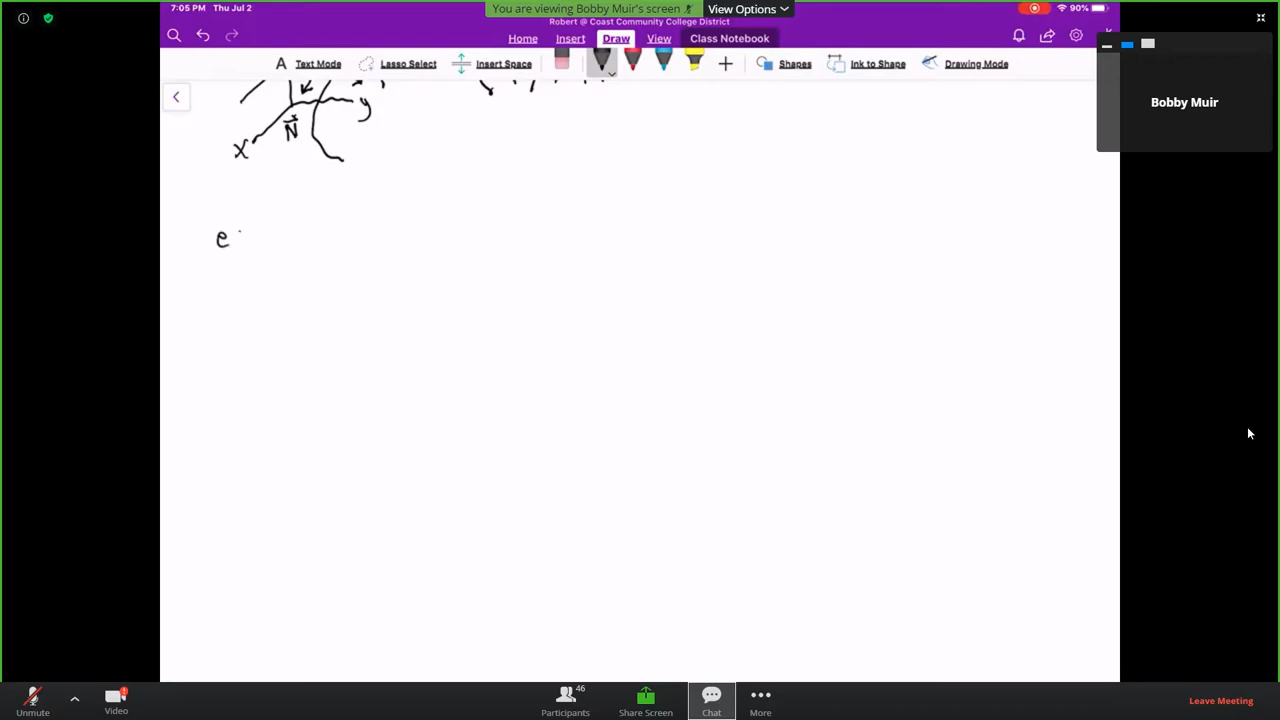 You are viewing Bobby Muir's screen View Options
7:05 PM Thu Jul 2
90%
Robert @ Coast Community College District
Home Insert Draw View Class Notebook
A Text Mode Lasso Select Insert Space Shapes Ink to Shape Drawing Mode
Bobby Muir
y
N
x
e
Unmute Video Participants 46 Share Screen Chat More Leave Meeting